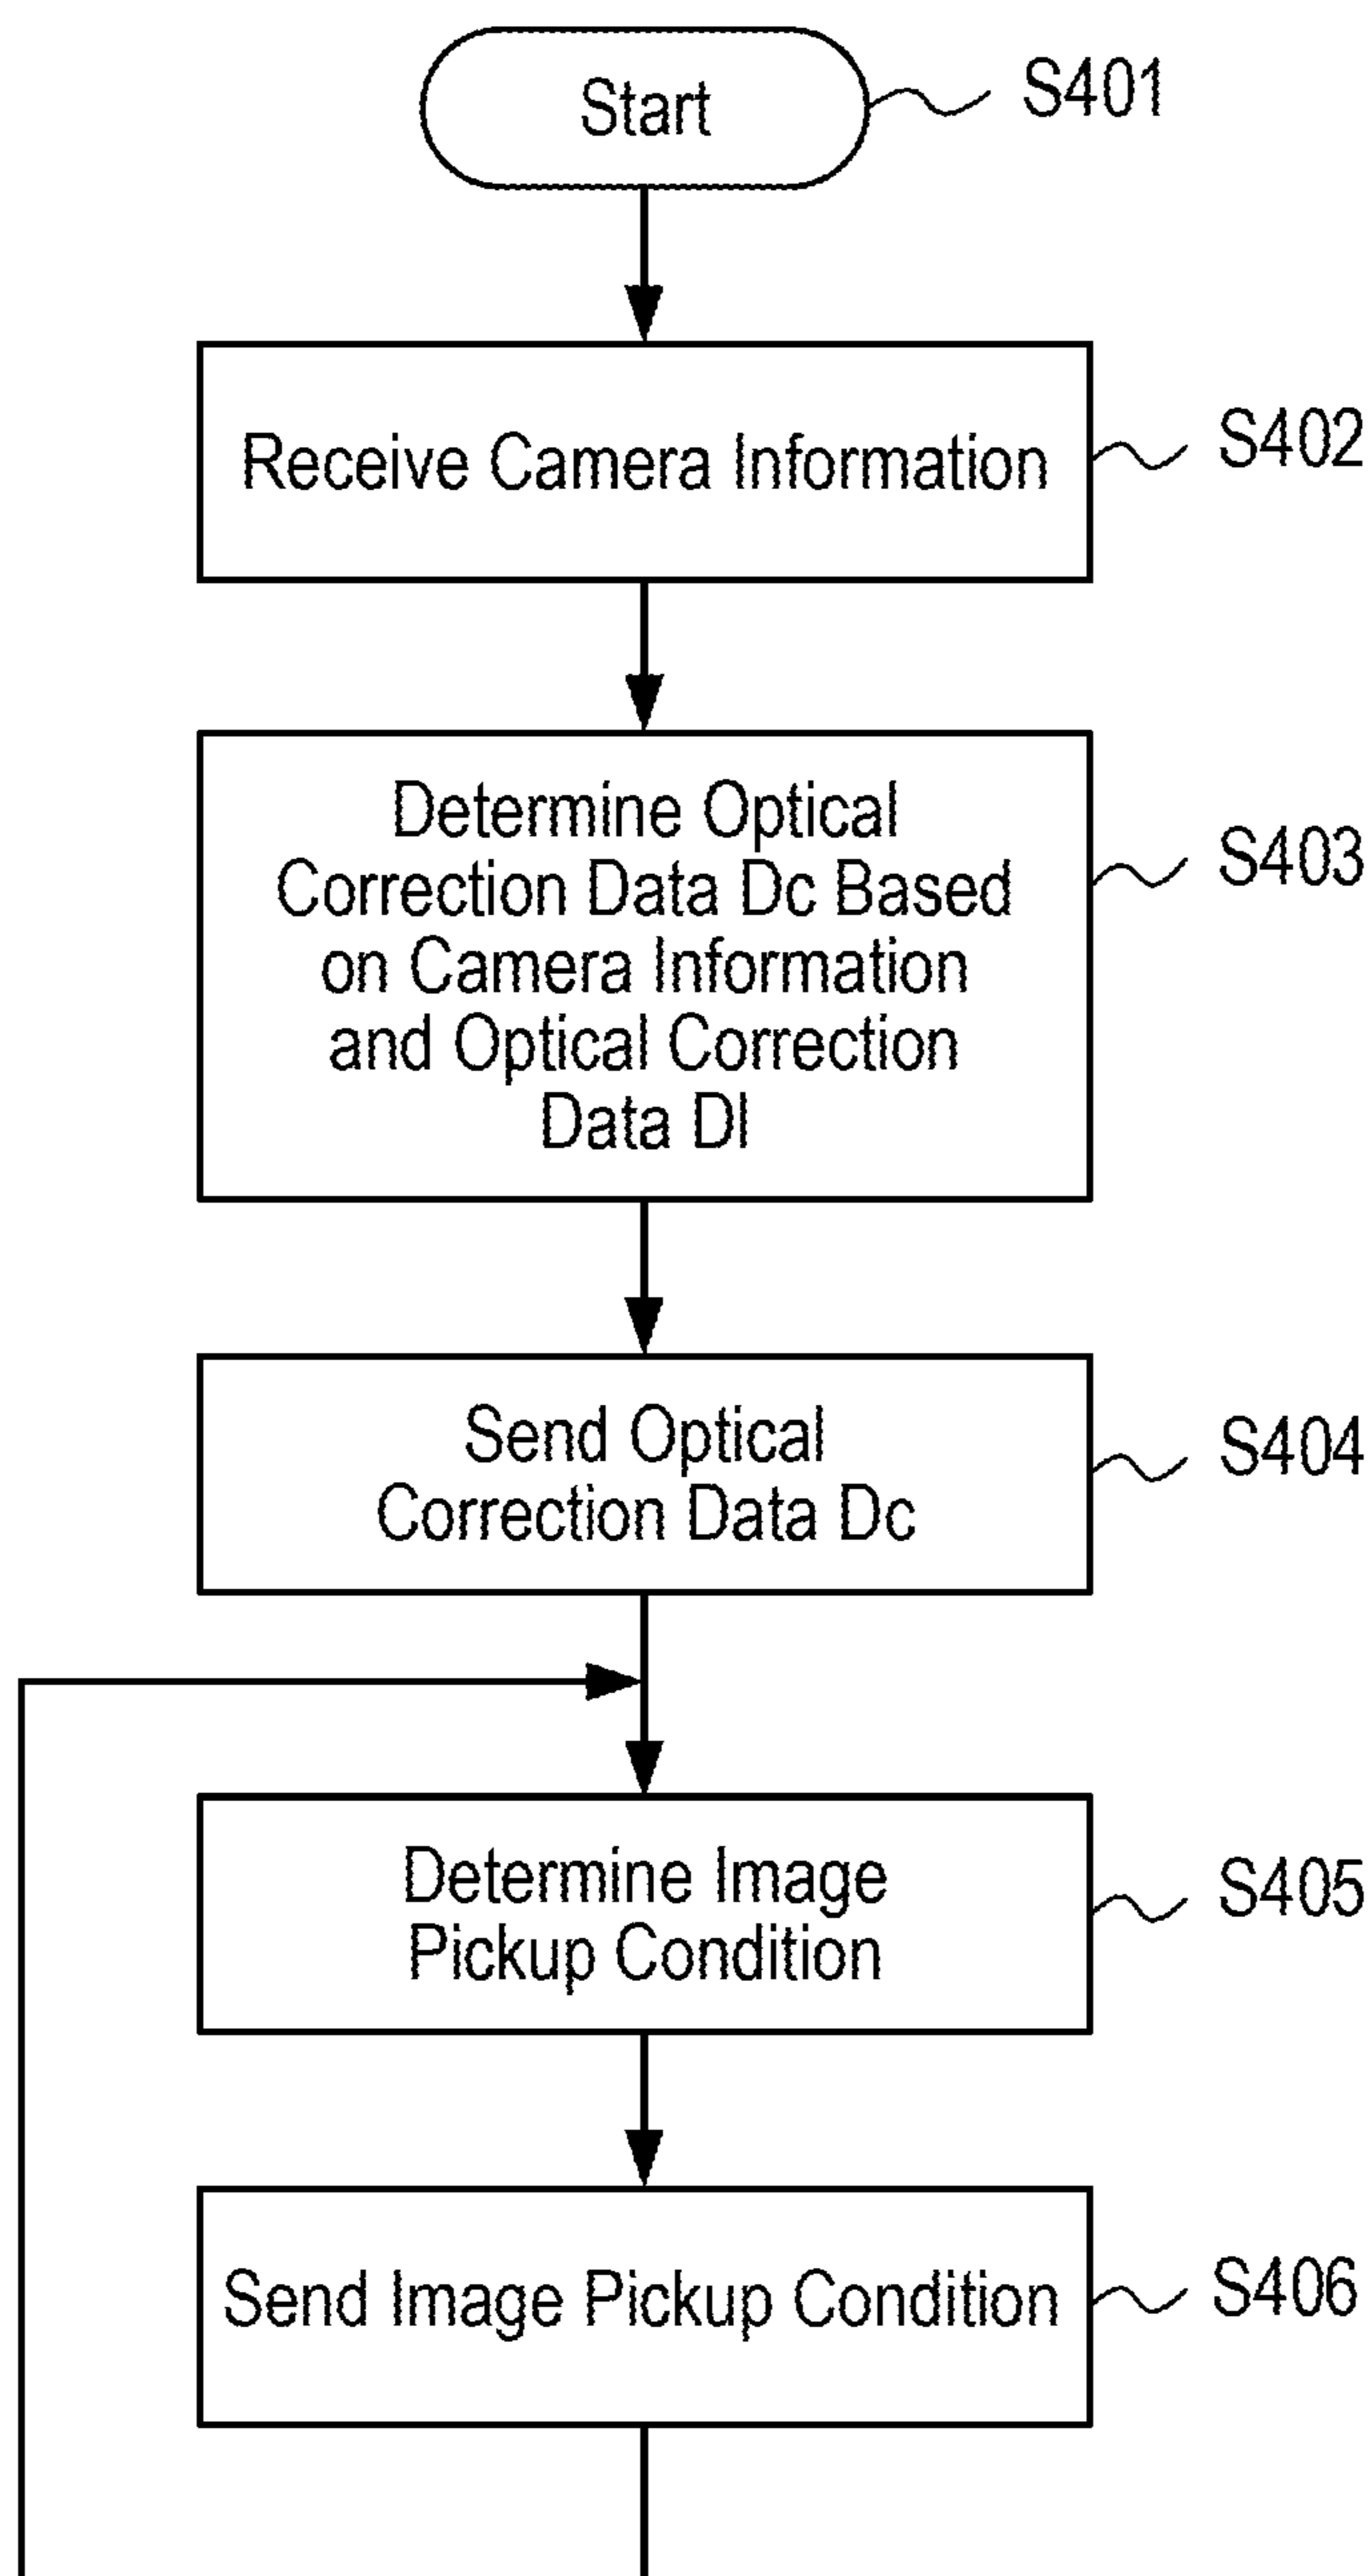 Start
S401
Receive Camera Information
S402
Determine Optical
Correction Data Dc Based
on Camera Information
and Optical Correction
Data Dl
S403
Send Optical
Correction Data Dc
S404
Determine Image
Pickup Condition
S405
Send Image Pickup Condition
S406